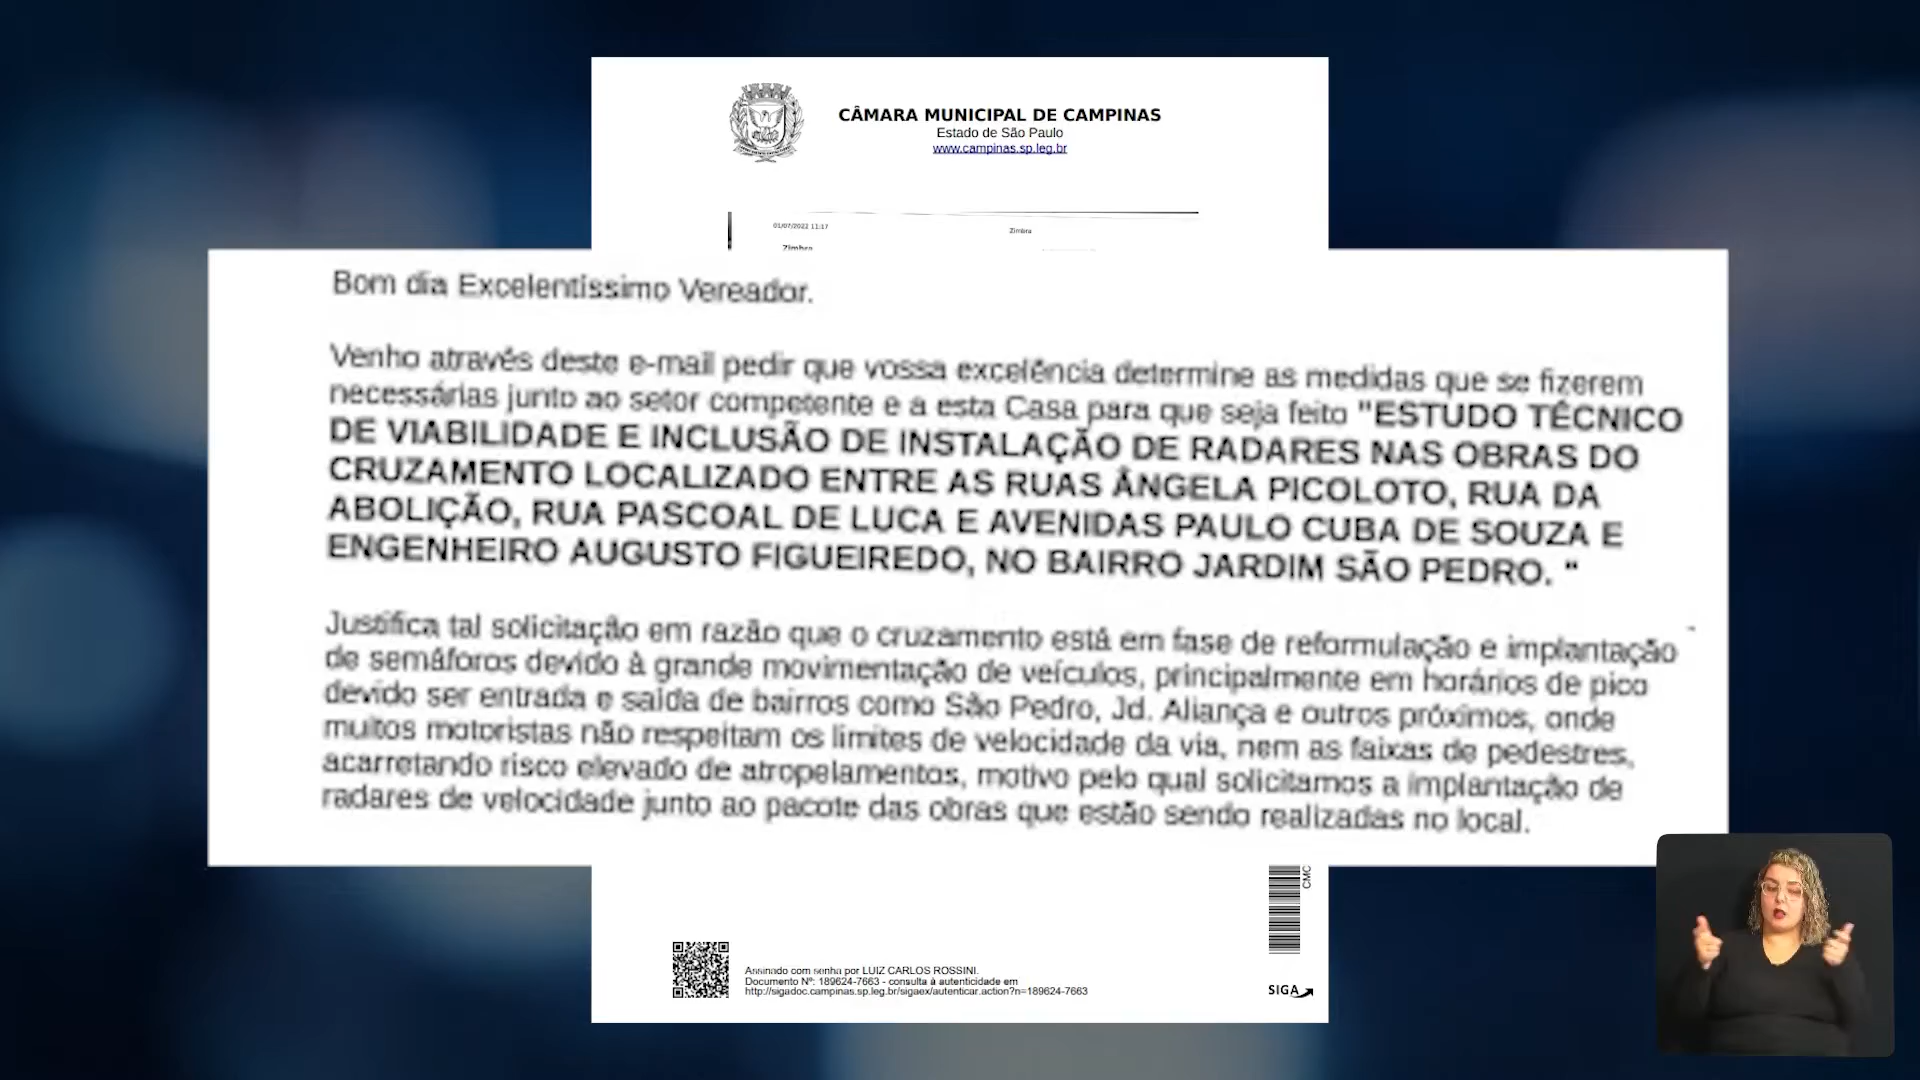 CÂMARA MUNICIPAL DE CAMPINAS
Estado de São Paulo
www.campinas.sp.leg.br
01/07/2022 11:17
Zimbra
Zimbra
Bom dia Excelentíssimo Vereador.
Venho através deste e-mail pedir que vossa excelência determine as medidas que se fizerem
necessárias junto ao setor competente e a esta Casa para que seja feito "ESTUDO TÉCNICO
DE VIABILIDADE E INCLUSÃO DE INSTALAÇÃO DE RADARES NAS OBRAS DO
CRUZAMENTO LOCALIZADO ENTRE AS RUAS ÂNGELA PICOLOTO, RUA DA
ABOLIÇÃO, RUA PASCOAL DE LUCA E AVENIDAS PAULO CUBA DE SOUZA E
ENGENHEIRO AUGUSTO FIGUEIREDO, NO BAIRRO JARDIM SÃO PEDRO. "
Justifica tal solicitação em razão que o cruzamento está em fase de reformulação e implantação
de semáforos devido à grande movimentação de veículos, principalmente em horários de pico
devido ser entrada e saída de bairros como São Pedro, Jd. Aliança e outros próximos, onde
muitos motoristas não respeitam os limites de velocidade da via, nem as faixas de pedestres,
acarretando risco elevado de atropelamentos, motivo pelo qual solicitamos a implantação de
radares de velocidade junto ao pacote das obras que estão sendo realizadas no local.
CMC
Assinado com senha por LUIZ CARLOS ROSSINI.
Documento Nº: 189624-7663 - consulta à autenticidade em
http://sigadoc.campinas.sp.leg.br/sigaex/autenticar.action?n=189624-7663
SIGA